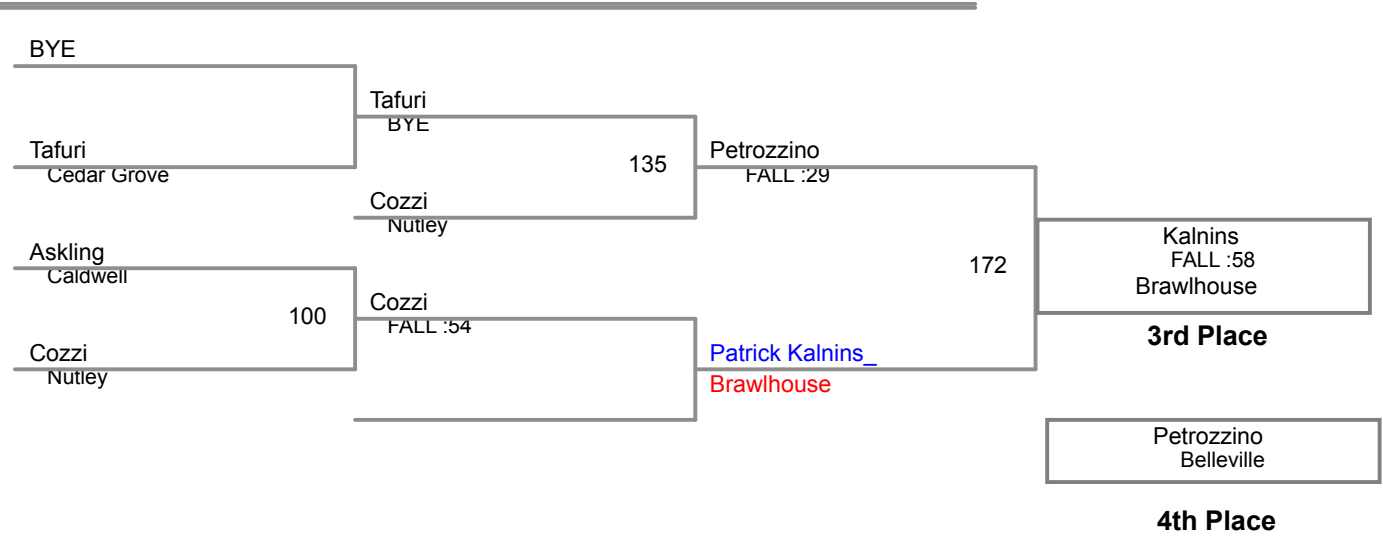 BYE
Tafuri
BYE
Tafuri
Cedar Grove
135
Petrozzino
FALL :29
Cozzi
Nutley
Askling
Caldwell
172
Kalnins
FALL :58
Brawlhouse
100
Cozzi
FALL :54
3rd Place
Cozzi
Nutley
Patrick Kalnins_
Brawlhouse
Petrozzino
Belleville
4th Place